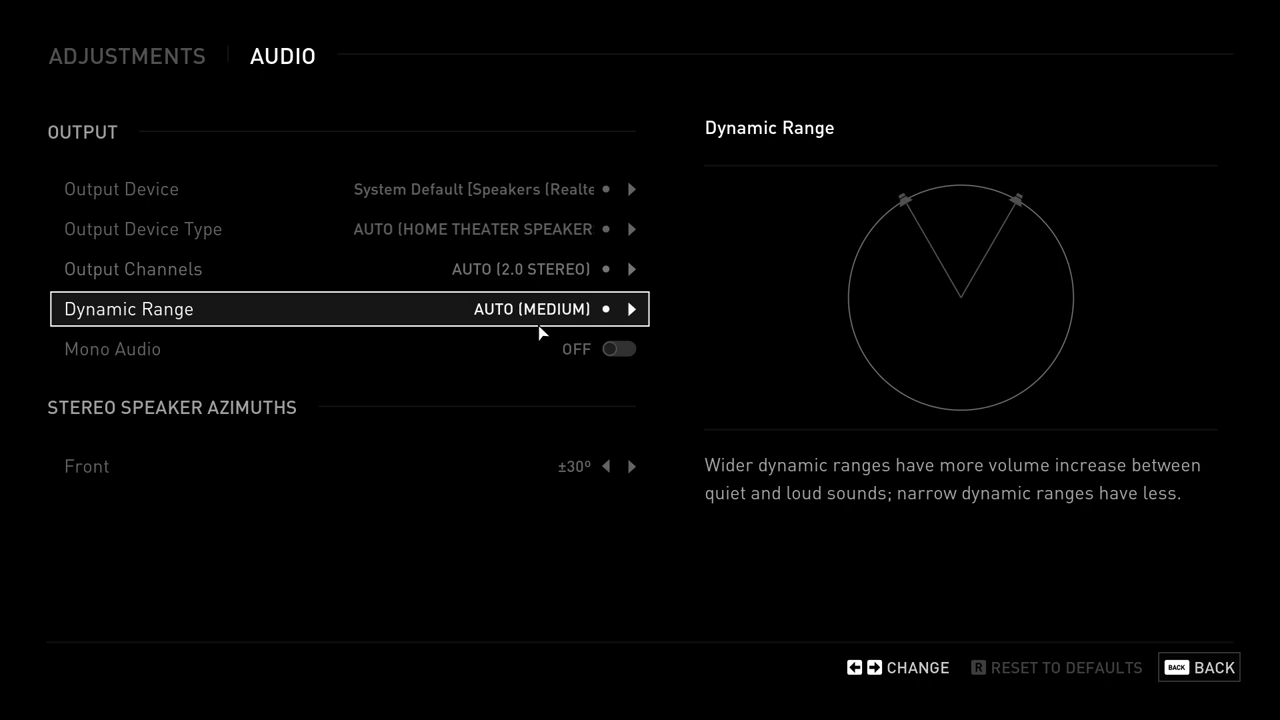 ADJUSTMENTS
AUDIO
OUTPUT
Output Device
System Default [Speakers (Realte
Output Device Type
AUTO (HOME THEATER SPEAKER
Output Channels
AUTO (2.0 STEREO)
Dynamic Range
AUTO (MEDIUM)
Mono Audio
OFF
STEREO SPEAKER AZIMUTHS
Front
±30º
Dynamic Range
Wider dynamic ranges have more volume increase between
quiet and loud sounds; narrow dynamic ranges have less.
CHANGE
R RESET TO DEFAULTS
BACK BACK